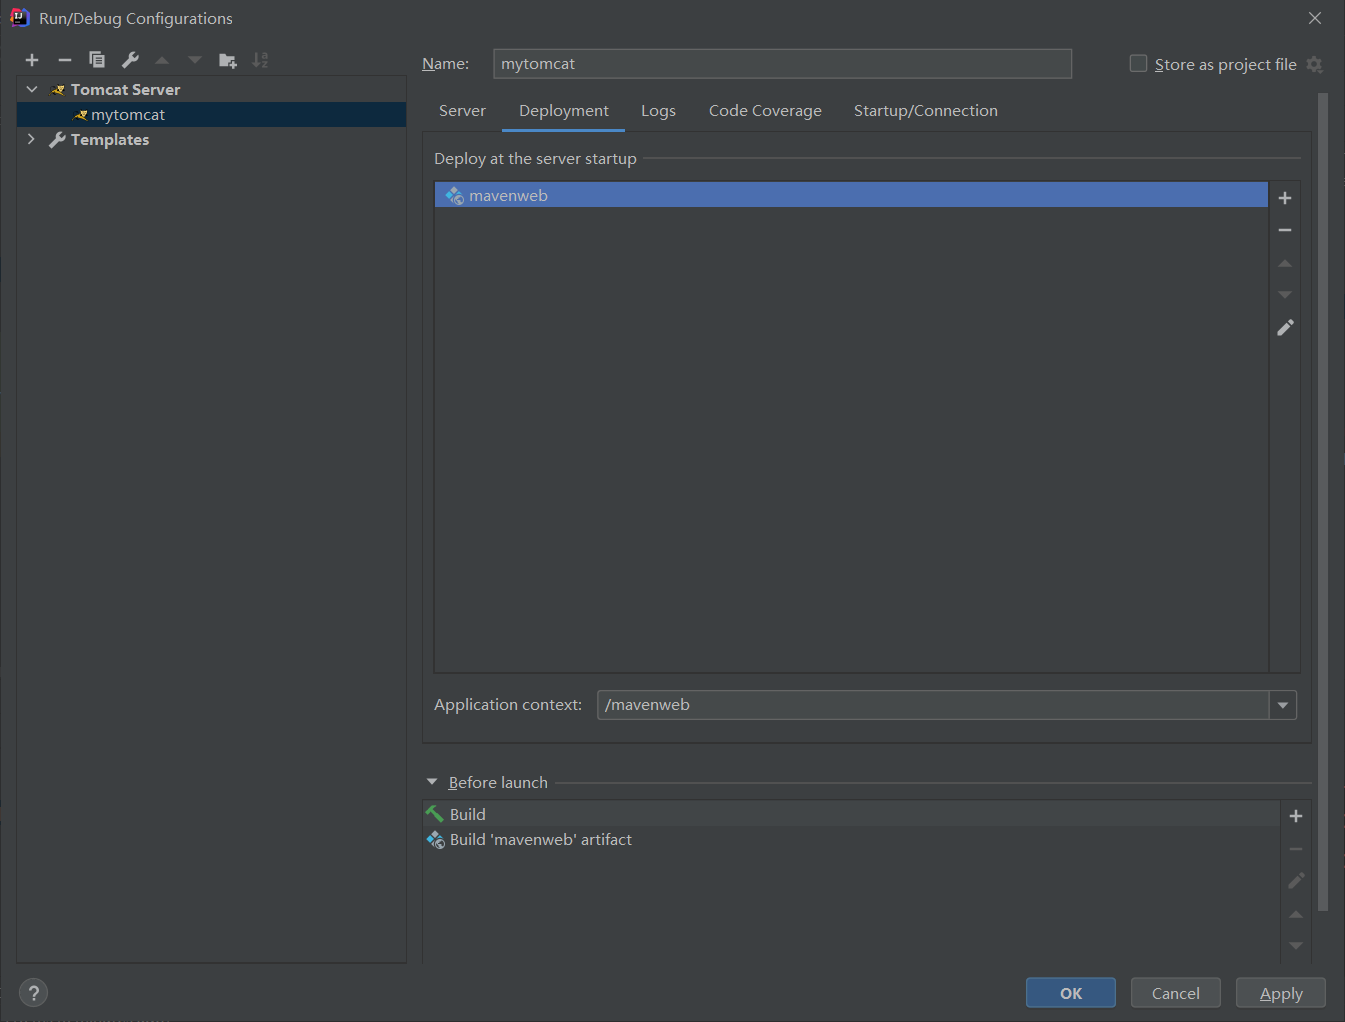 Run/Debug Configurations
Tomcat Server
mytomcat
Templates
Name: mytomcat
Store as project file
Server Deployment Logs Code Coverage Startup/Connection
Deploy at the server startup
mavenweb
Application context: /mavenweb
Before launch
Build
Build 'mavenweb' artifact
?
OK Cancel Apply